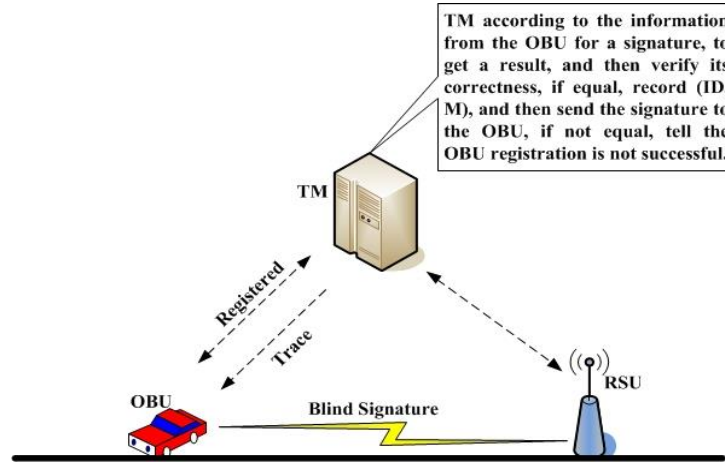 TM according to the information
from the OBU for a signature, to
get a result, and then verify its
correctness, if equal, record (ID,
M), and then send the signature to
the OBU, if not equal, tell the
OBU registration is not successful.
TM
Registered
Trace
RSU
OBU
Blind Signature